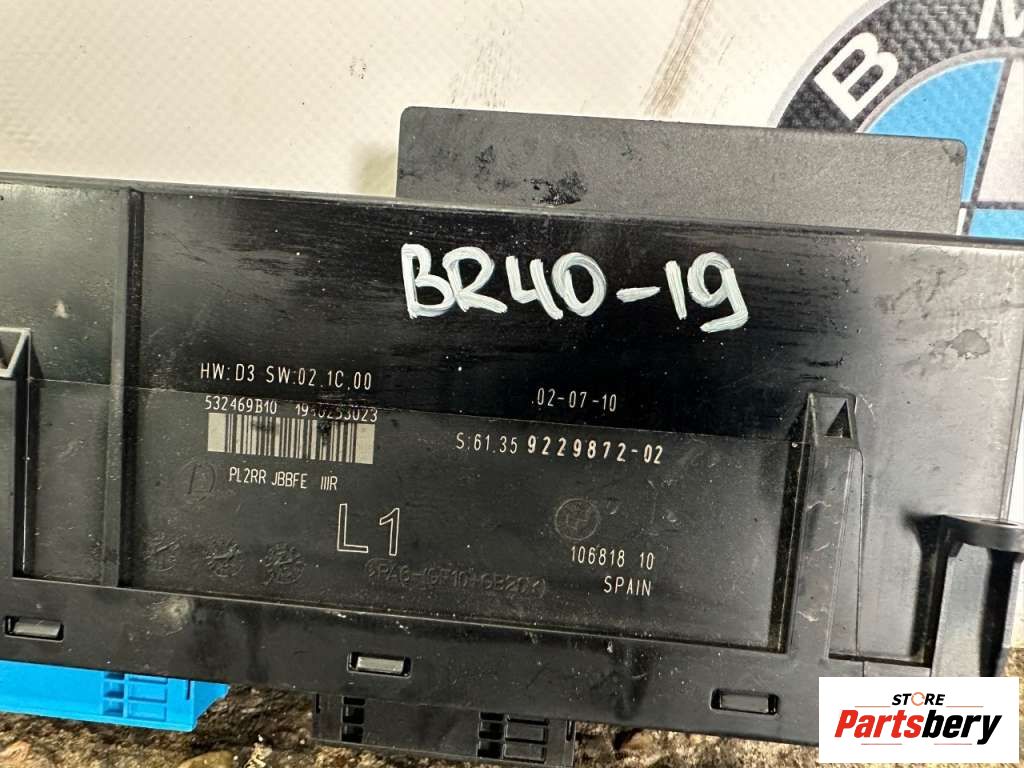 B M
BR40-19
HW:D3 SW:02.1C.00
02-07-10
532469B10 19
S:61.35 9229872-02
PL2RR JBBFE IIIR
L1
106818 10
SPAIN
STORE
Partsbery